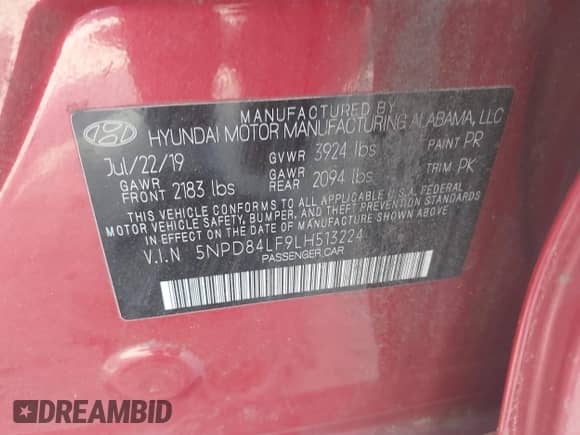 MANUFACTURED BY
HYUNDAI MOTOR MANUFACTURING ALABAMA, LLC
Jul/22/19 GVWR 3924 lbs PAINT PR
GAWR FRONT 2183 lbs GAWR REAR 2094 lbs TRIM PK
THIS VEHICLE CONFORMS TO ALL APPLICABLE U.S.A. FEDERAL
MOTOR VEHICLE SAFETY, BUMPER, AND THEFT PREVENTION STANDARDS
IN EFFECT ON THE DATE OF MANUFACTURE SHOWN ABOVE.
V.I.N 5NPD84LF9LH513224
PASSENGER CAR
DREAMBID